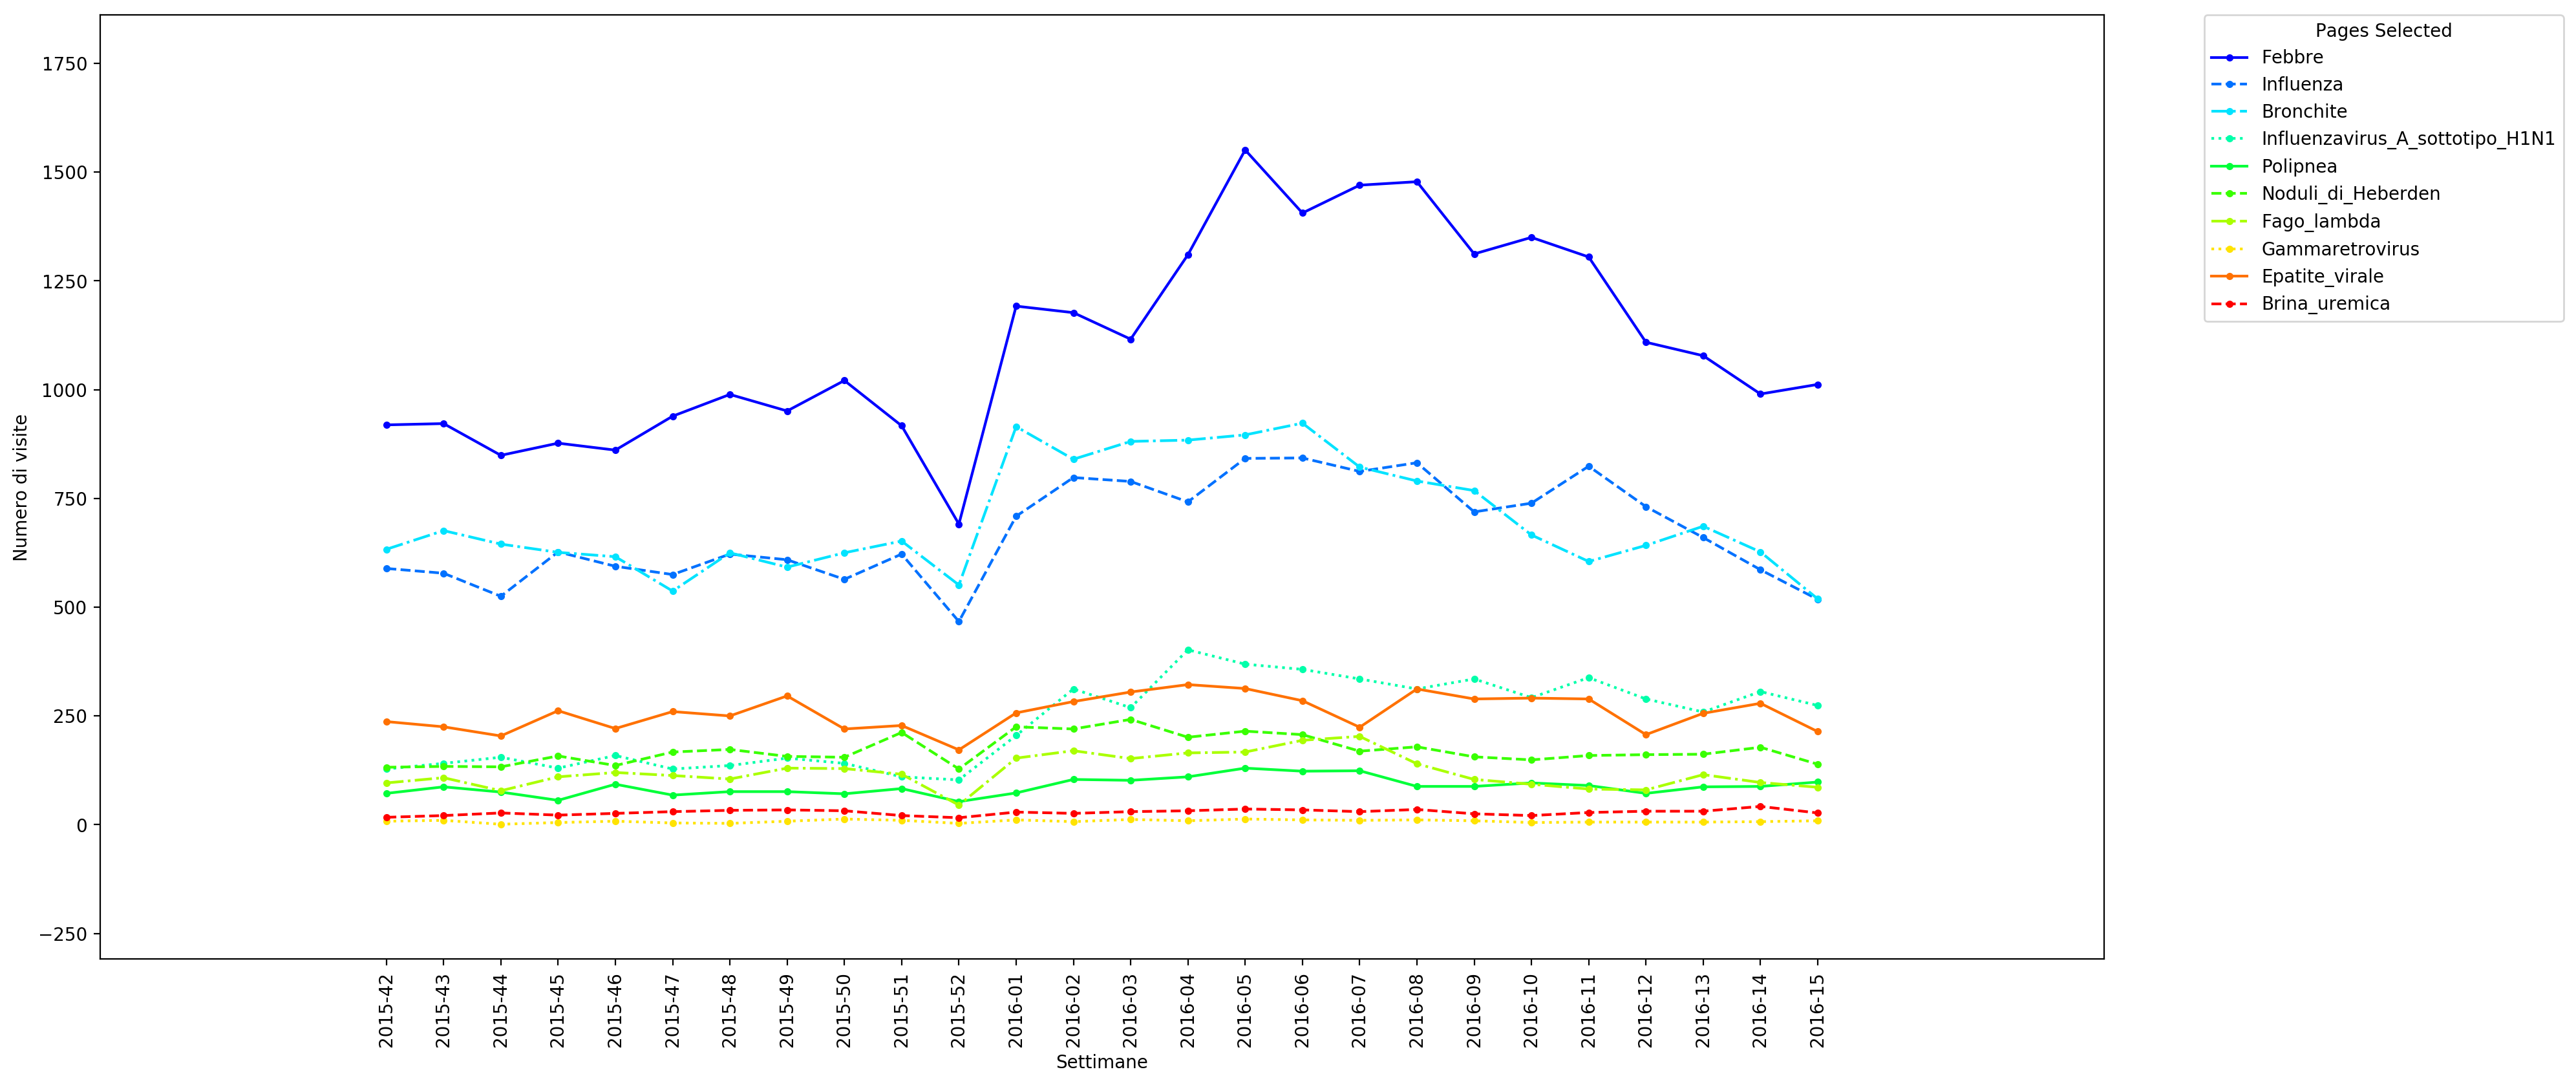 Pages Selected
Febbre
Influenza
Bronchite
Influenzavirus_A_sottotipo_H1N1
Polipnea
Noduli_di_Heberden
Fago_lambda
Gammaretrovirus
Epatite_virale
Brina_uremica
Numero di visite
1750
1500
1250
1000
750
500
250
0
−250
2015-42
2015-43
2015-44
2015-45
2015-46
2015-47
2015-48
2015-49
2015-50
2015-51
2015-52
2016-01
2016-02
2016-03
2016-04
2016-05
2016-06
2016-07
2016-08
2016-09
2016-10
2016-11
2016-12
2016-13
2016-14
2016-15
Settimane